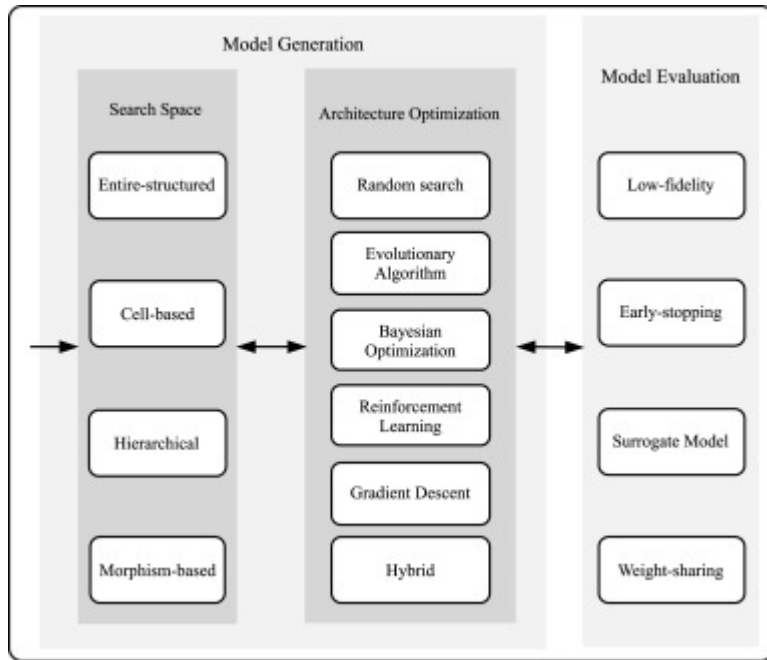 Model Generation
Search Space
Entire-structured
Cell-based
Hierarchical
Morphism-based
Architecture Optimization
Random search
Evolutionary
Algorithm
Bayesian
Optimization
Reinforcement
Learning
Gradient Descent
Hybrid
Model Evaluation
Low-fidelity
Early-stopping
Surrogate Model
Weight-sharing